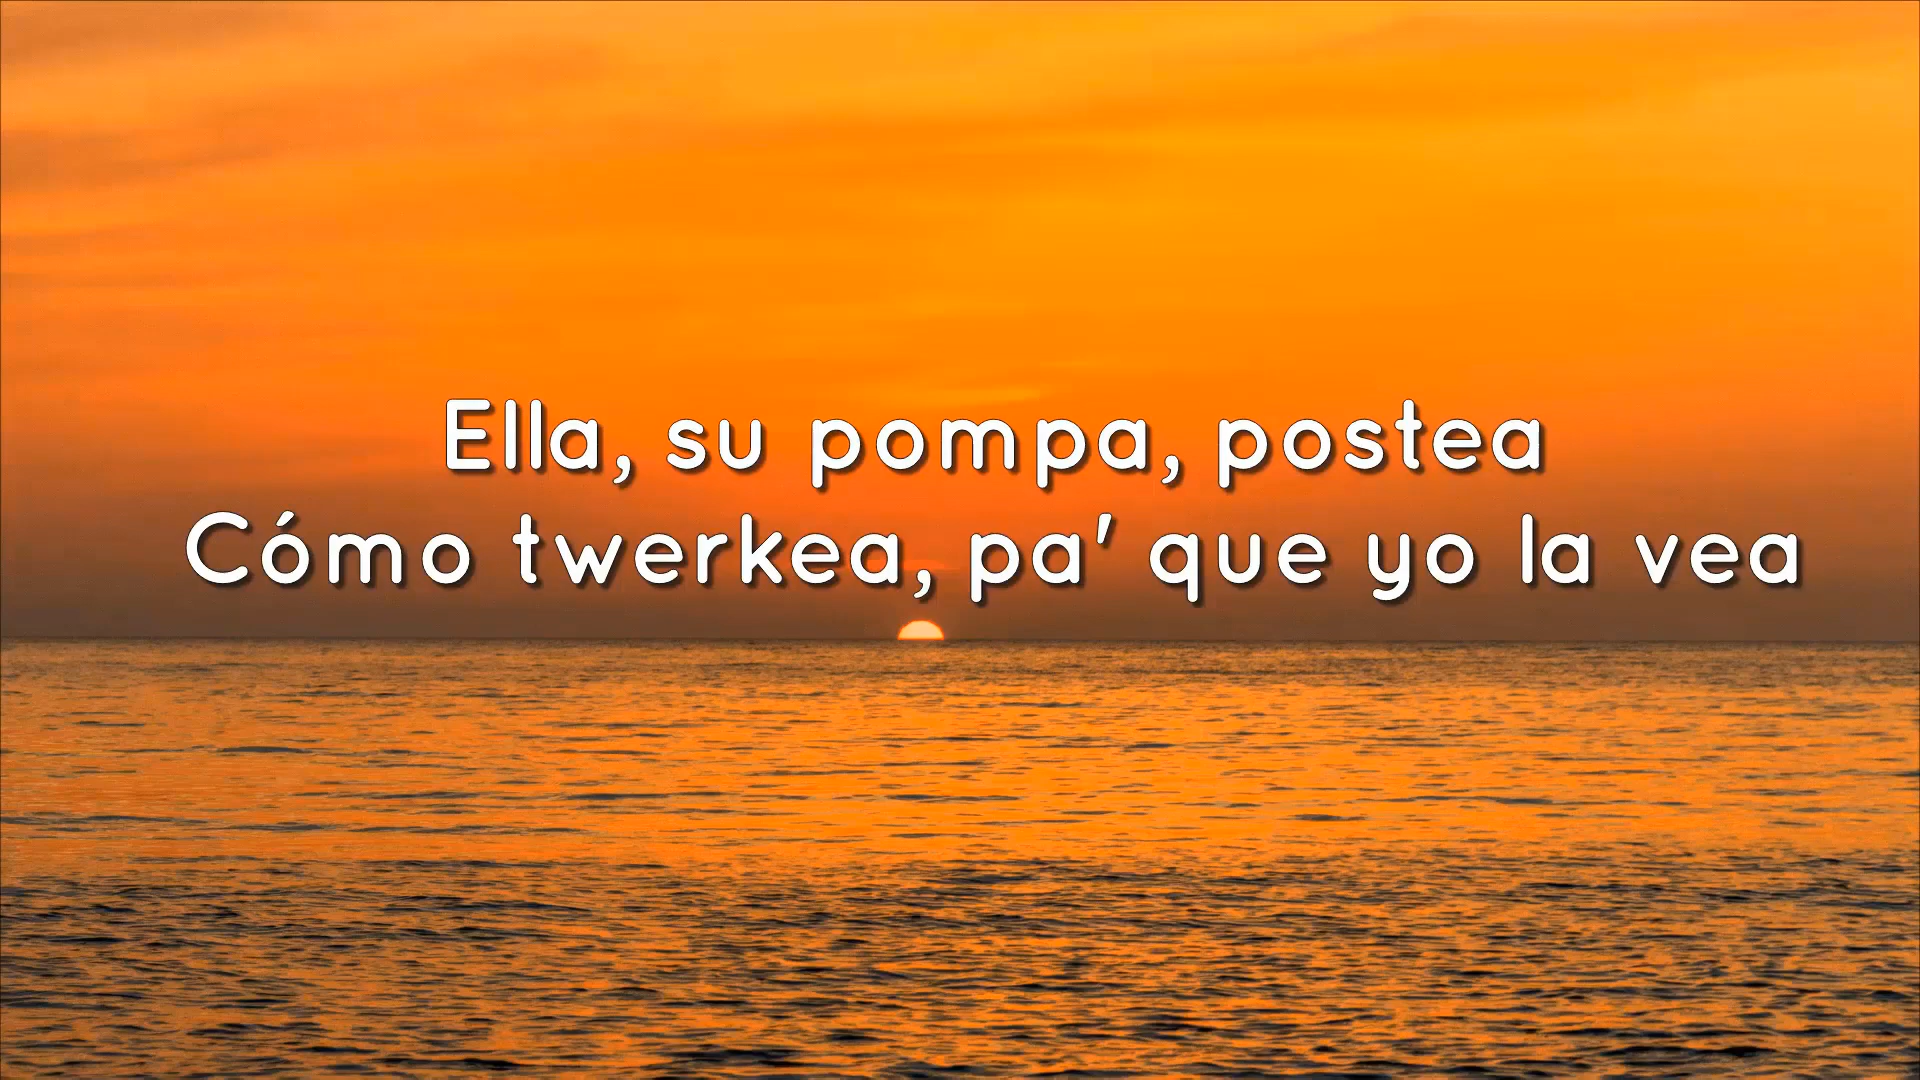 Ella, su pompa, postea
Cómo twerkea, pa' que yo la vea